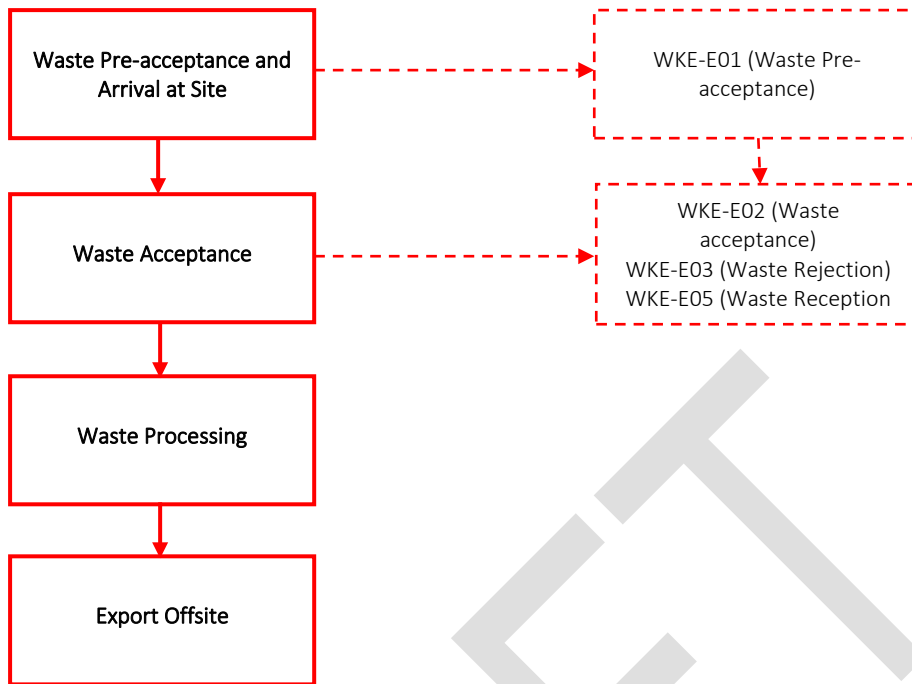 Waste Pre-acceptance and
Arrival at Site
WKE-E01 (Waste Pre-
acceptance)
Waste Acceptance
WKE-E02 (Waste
acceptance)
WKE-E03 (Waste Rejection)
WKE-E05 (Waste Reception
Waste Processing
Export Offsite